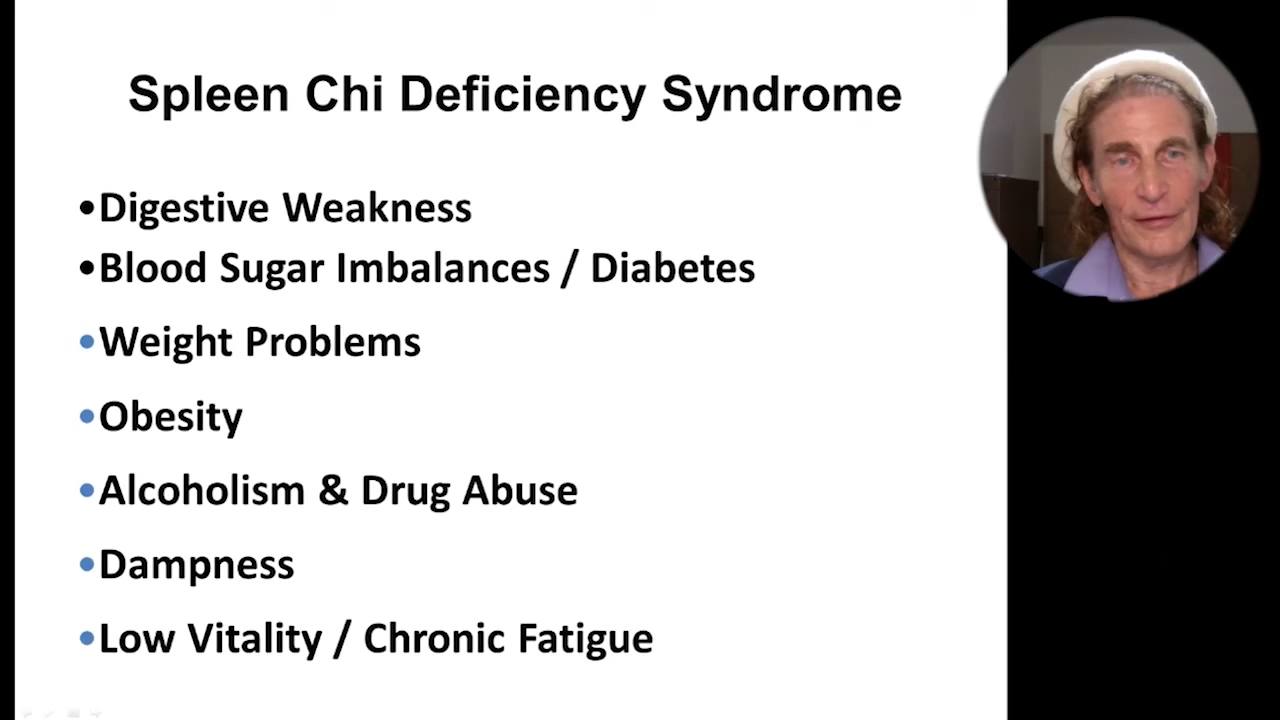 Spleen Chi Deficiency Syndrome
•Digestive Weakness
•Blood Sugar Imbalances / Diabetes
•Weight Problems
•Obesity
•Alcoholism & Drug Abuse
•Dampness
•Low Vitality / Chronic Fatigue